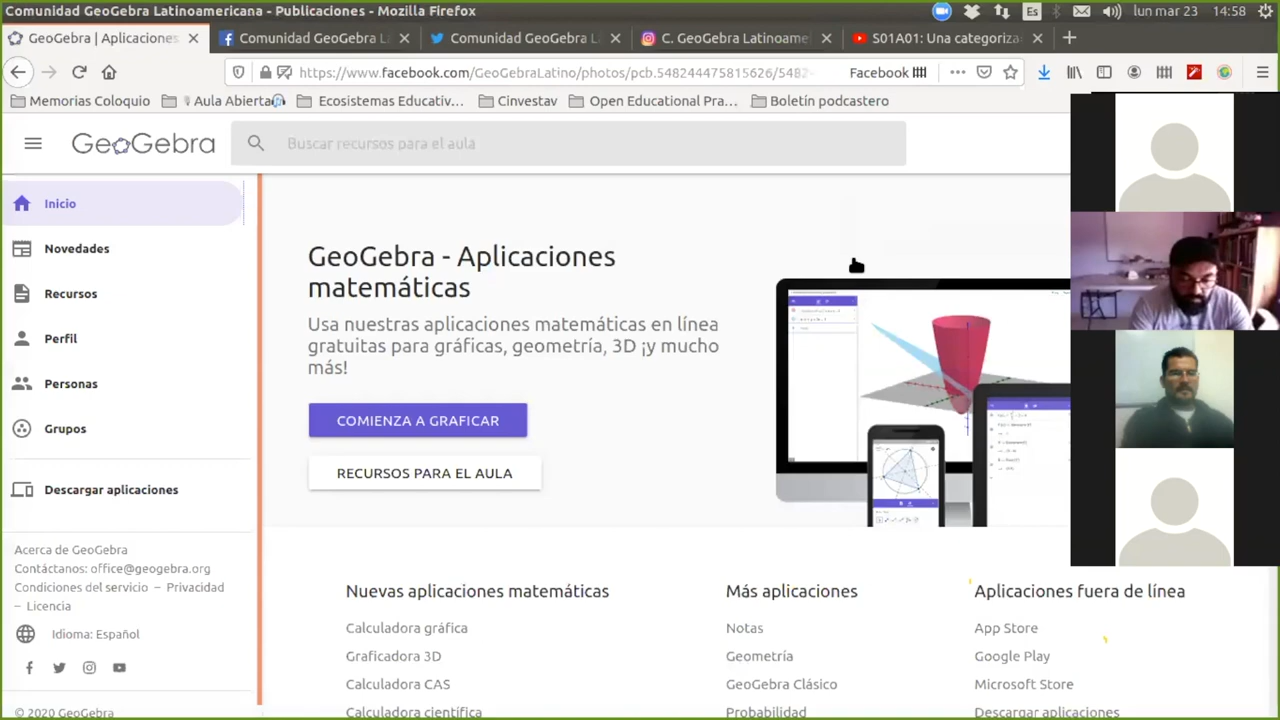 Comunidad GeoGebra Latinoamericana - Publicaciones - Mozilla Firefox
Es
lun mar 23 14:58
GeoGebra | Aplicaciones
Comunidad GeoGebra L
Comunidad GeoGebra L
C. GeoGebra Latinoame
S01A01: Una categoriza
https://www.facebook.com/GeoGebraLatino/photos/pcb.548244475815626/5482
Facebook
Memorias Coloquio
Aula Abierta
Ecosistemas Educativ…
Cinvestav
Open Educational Pra…
Boletín podcastero
GeoGebra
Buscar recursos para el aula
Inicio
Novedades
Recursos
Perfil
Personas
Grupos
Descargar aplicaciones
Acerca de GeoGebra
Contáctanos: office@geogebra.org
Condiciones del servicio – Privacidad
– Licencia
Idioma: Español
© 2020 GeoGebra
GeoGebra - Aplicaciones
matemáticas
Usa nuestras aplicaciones matemáticas en línea
gratuitas para gráficas, geometría, 3D ¡y mucho
más!
COMIENZA A GRAFICAR
RECURSOS PARA EL AULA
Nuevas aplicaciones matemáticas
Calculadora gráfica
Graficadora 3D
Calculadora CAS
Calculadora científica
Más aplicaciones
Notas
Geometría
GeoGebra Clásico
Probabilidad
Aplicaciones fuera de línea
App Store
Google Play
Microsoft Store
Descargar aplicaciones